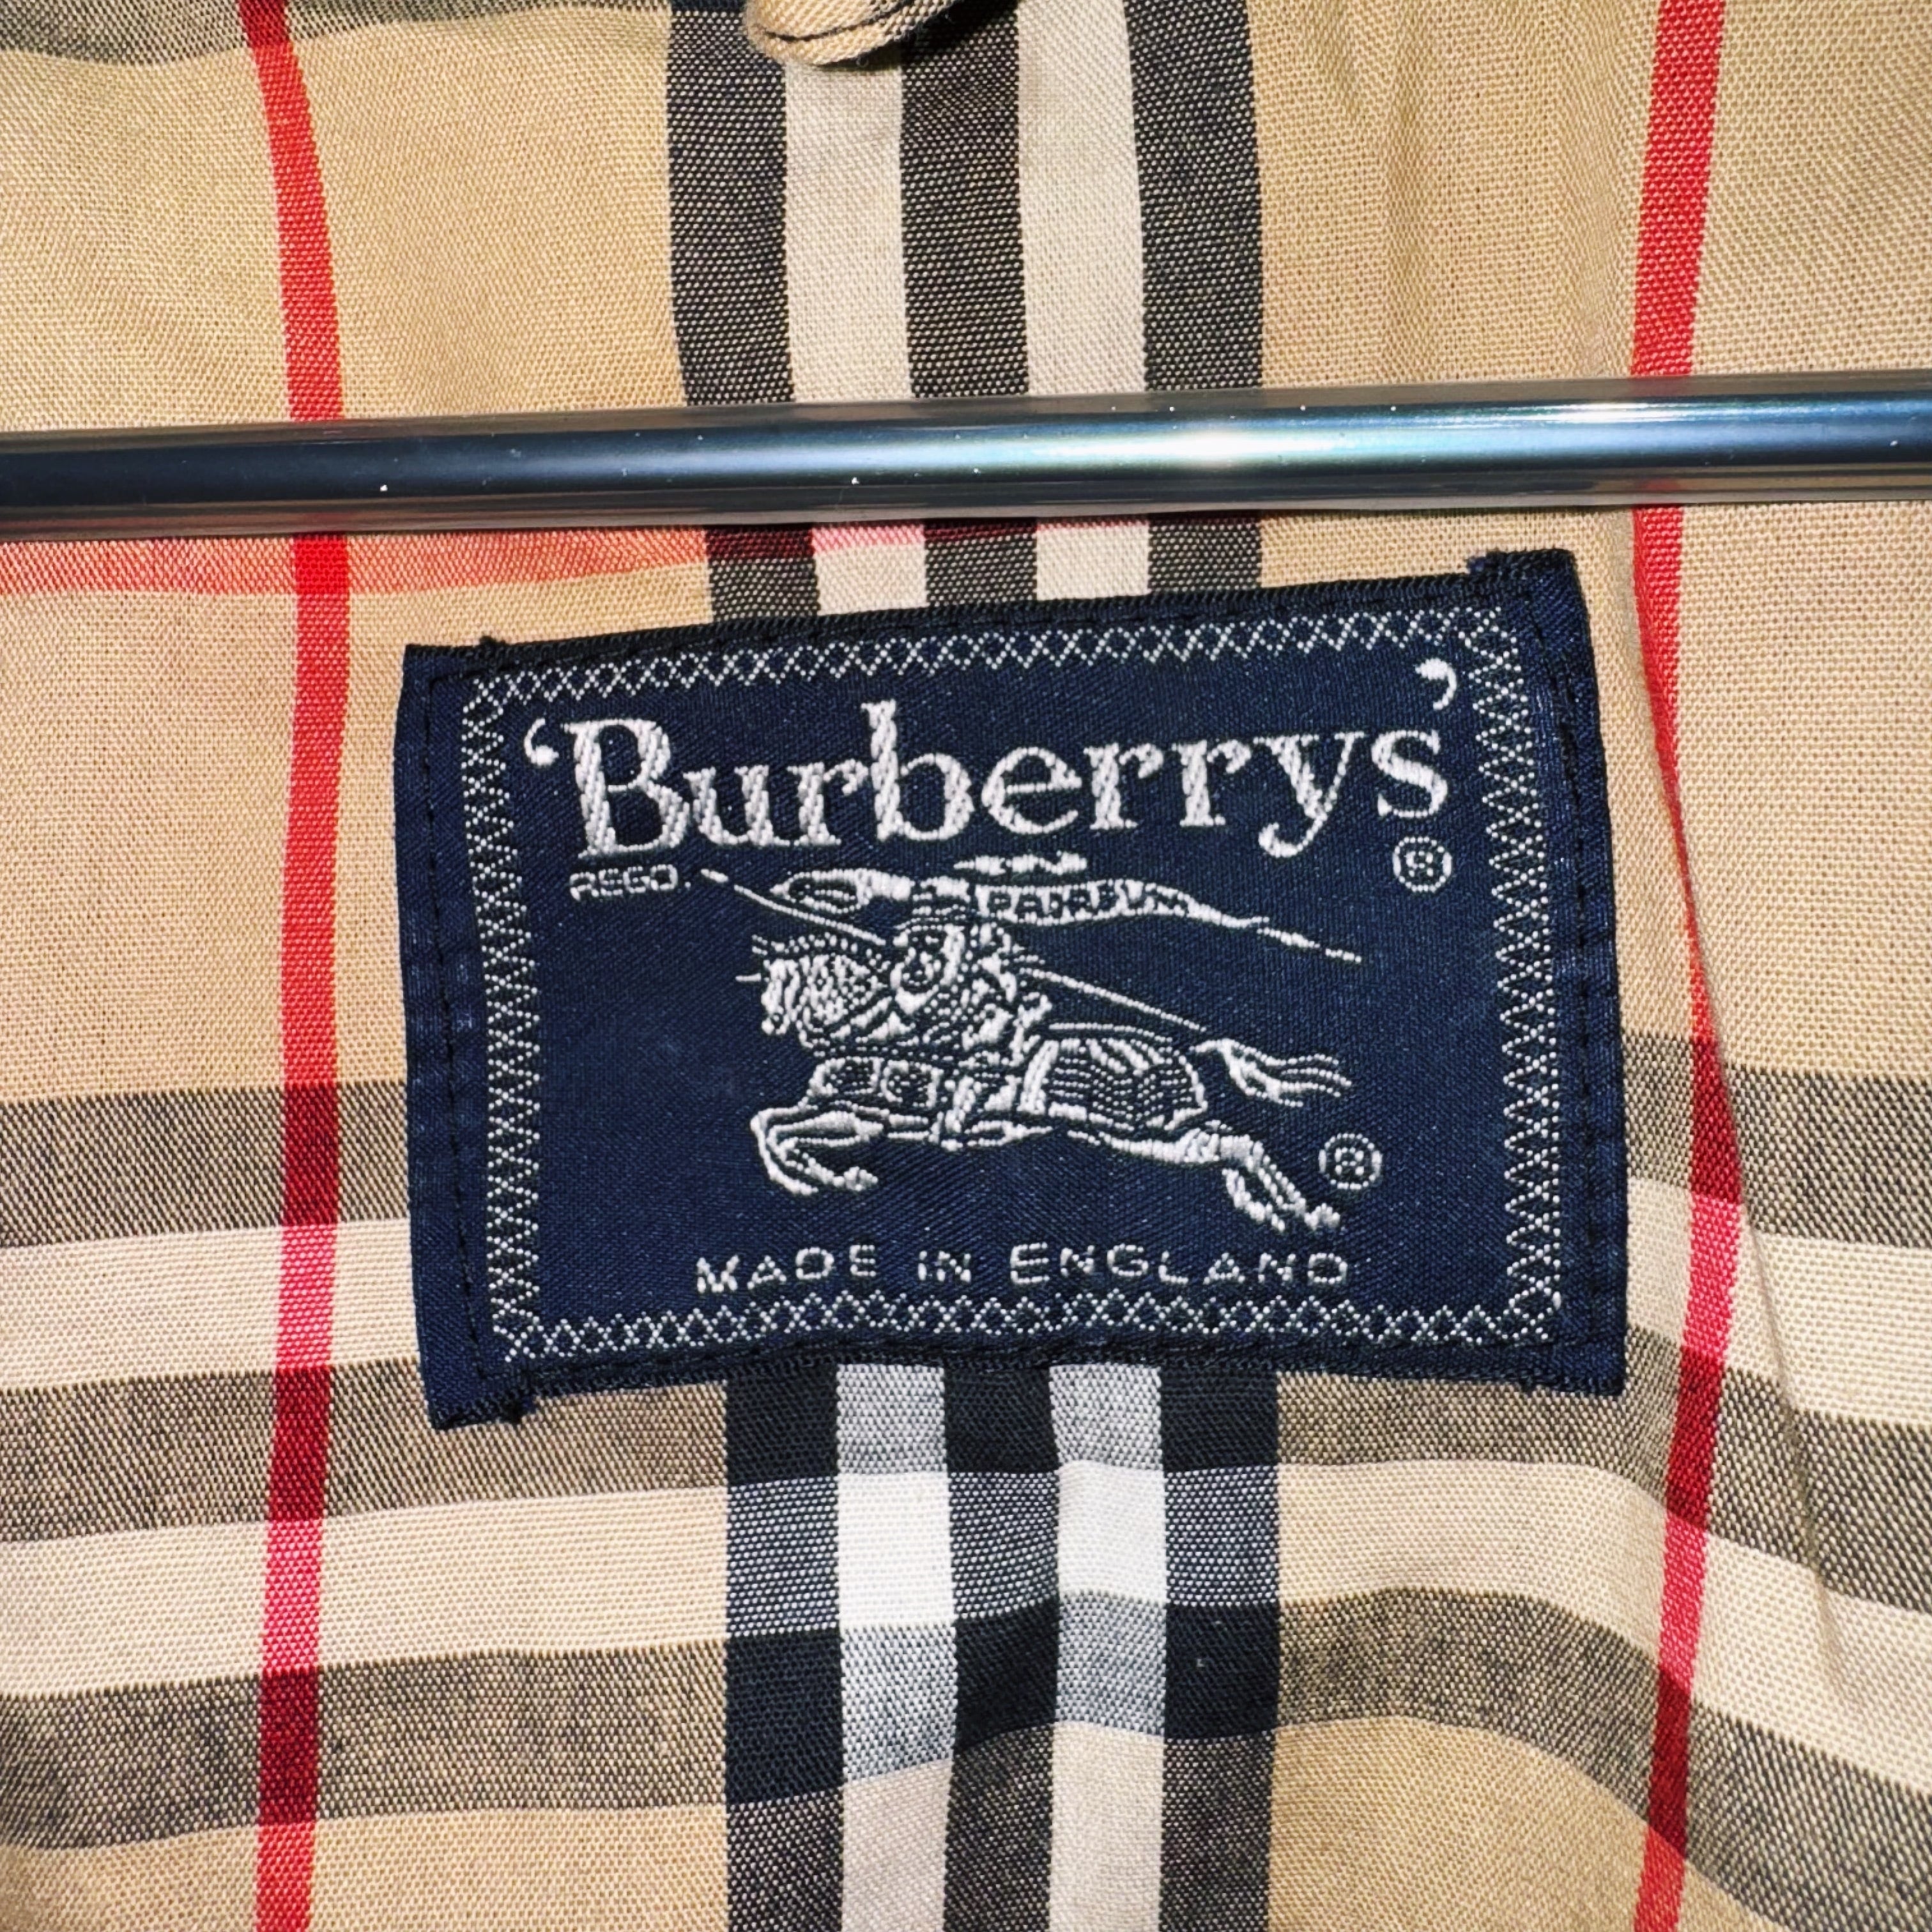 ‘Burberrys’
REGD. ®
PRORSUM
®
MADE IN ENGLAND